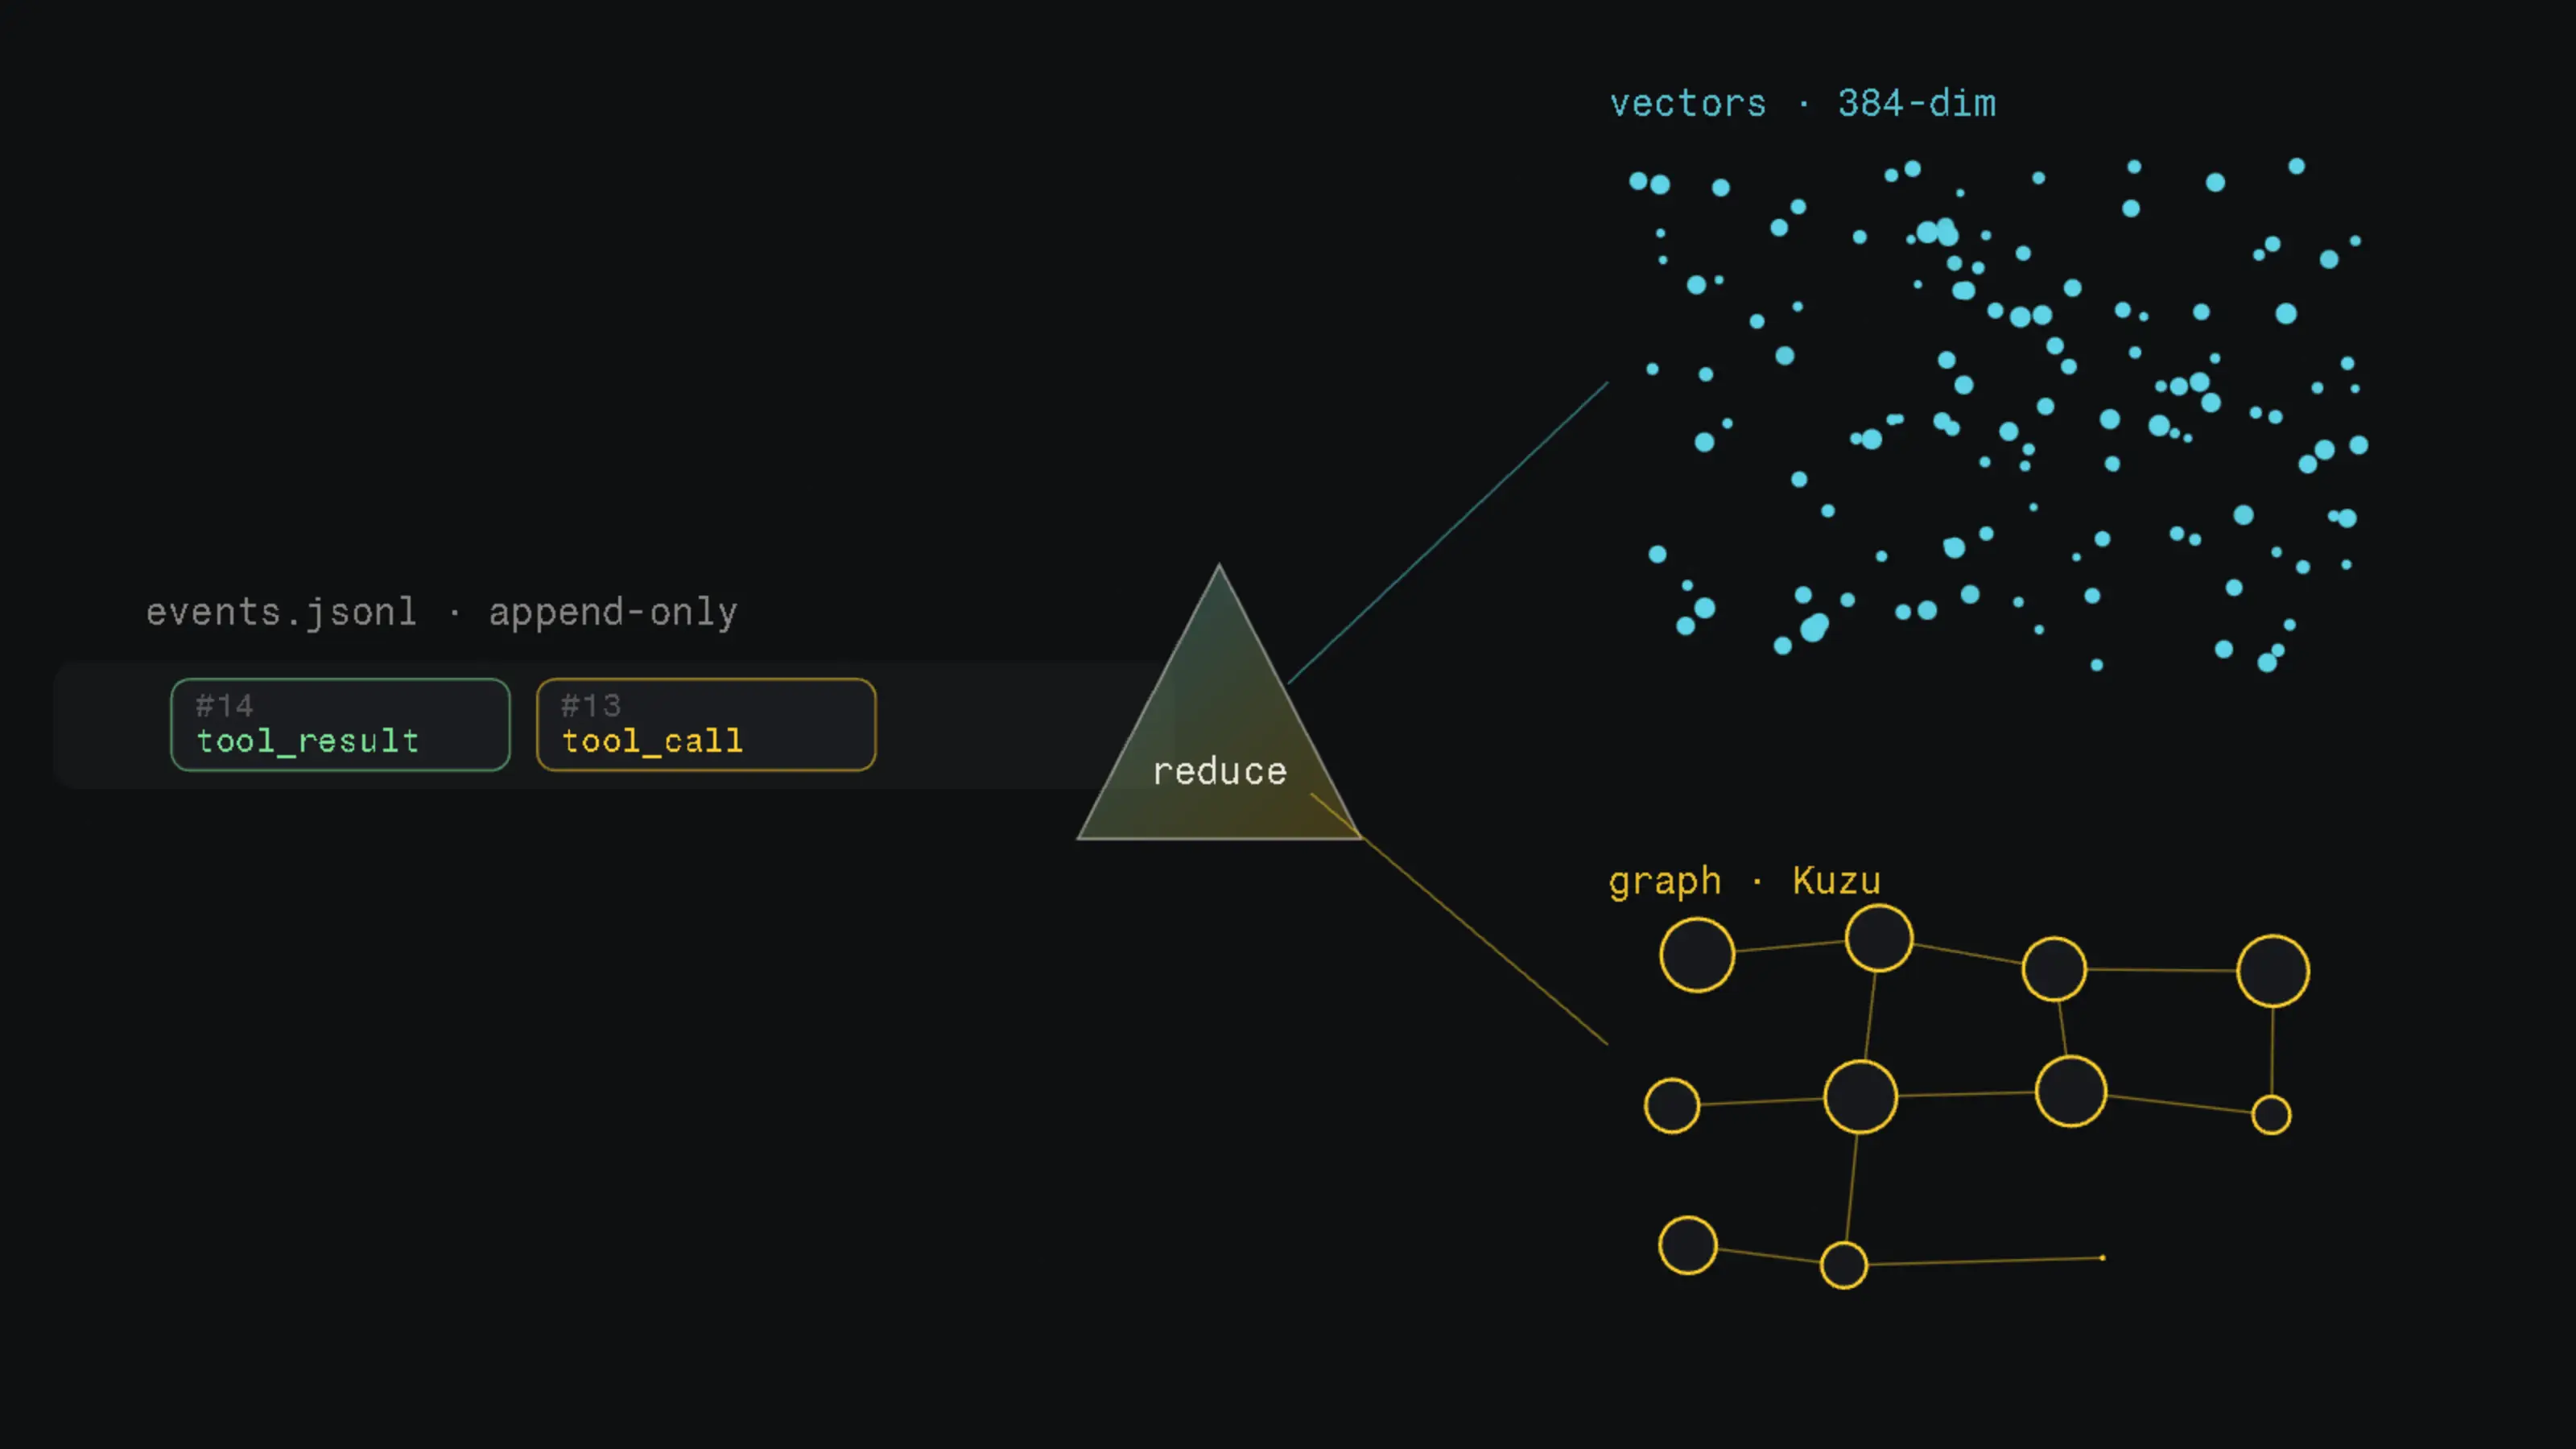 vectors · 384-dim
events.jsonl · append-only
#14
tool_result
#13
tool_call
reduce
graph · Kuzu